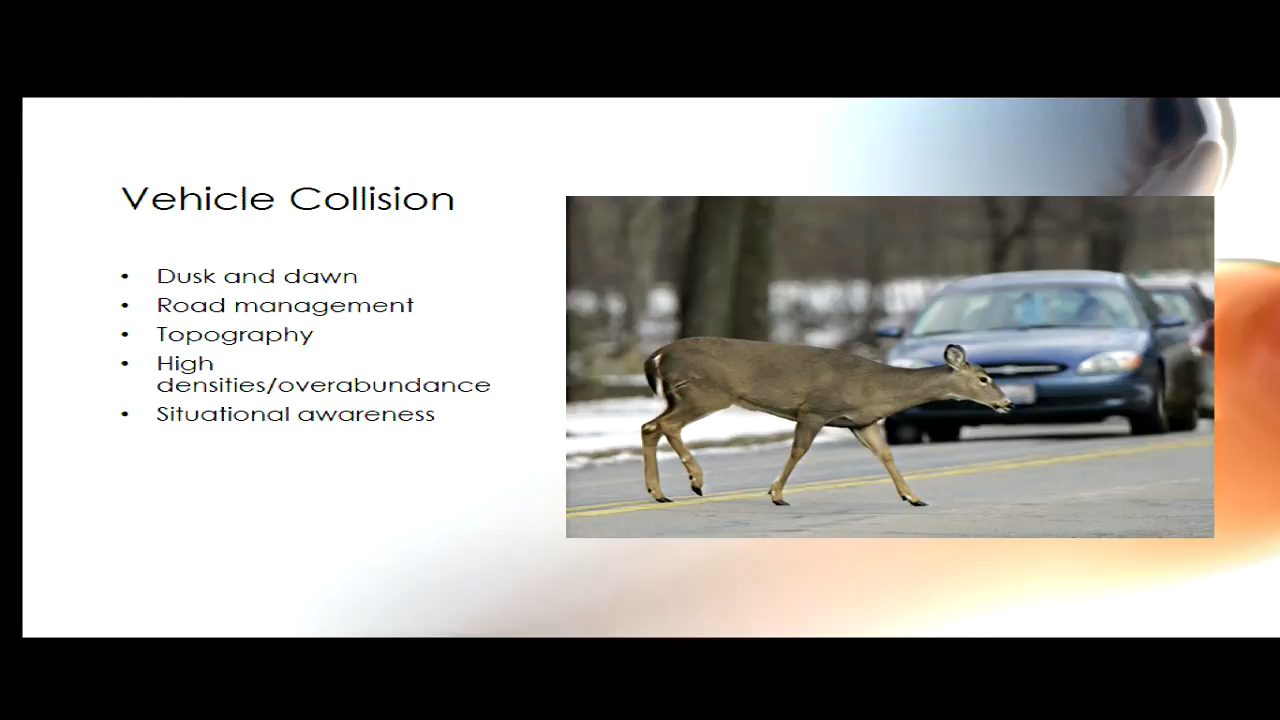 Vehicle Collision
• Dusk and dawn
• Road management
• Topography
• High
densities/overabundance
• Situational awareness